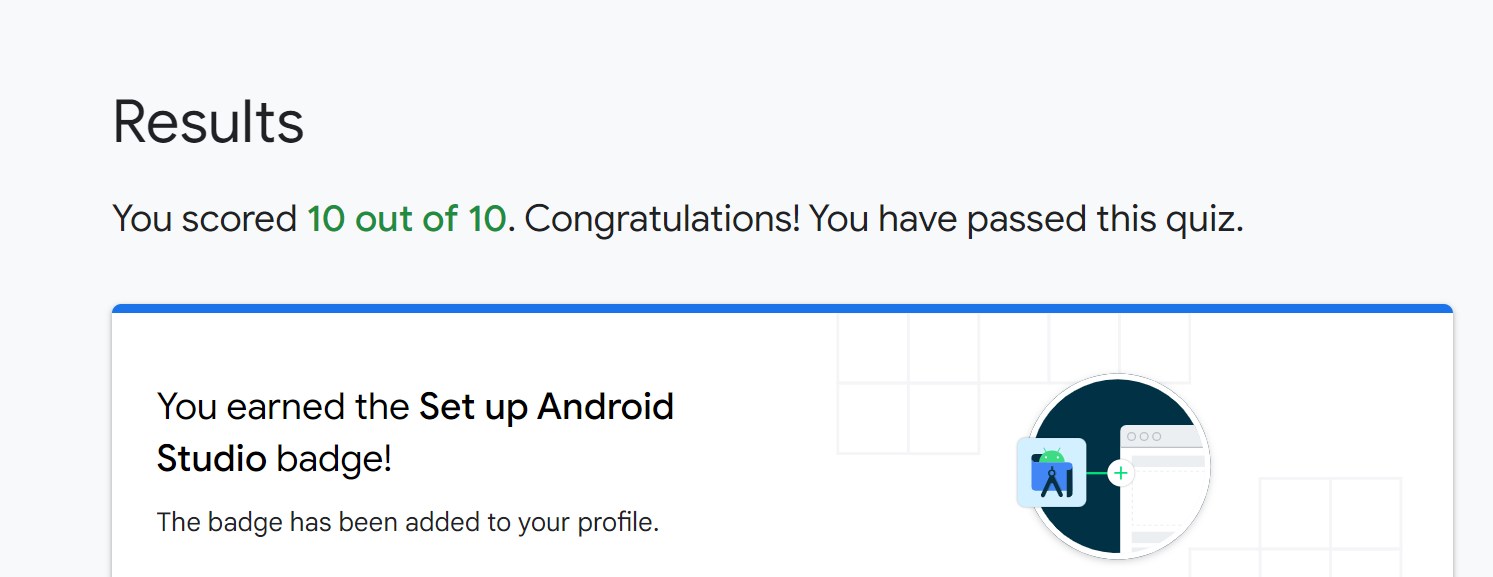 Results
You scored 10 out of 10. Congratulations! You have passed this quiz.
You earned the Set up Android
Studio badge!
The badge has been added to your profile.